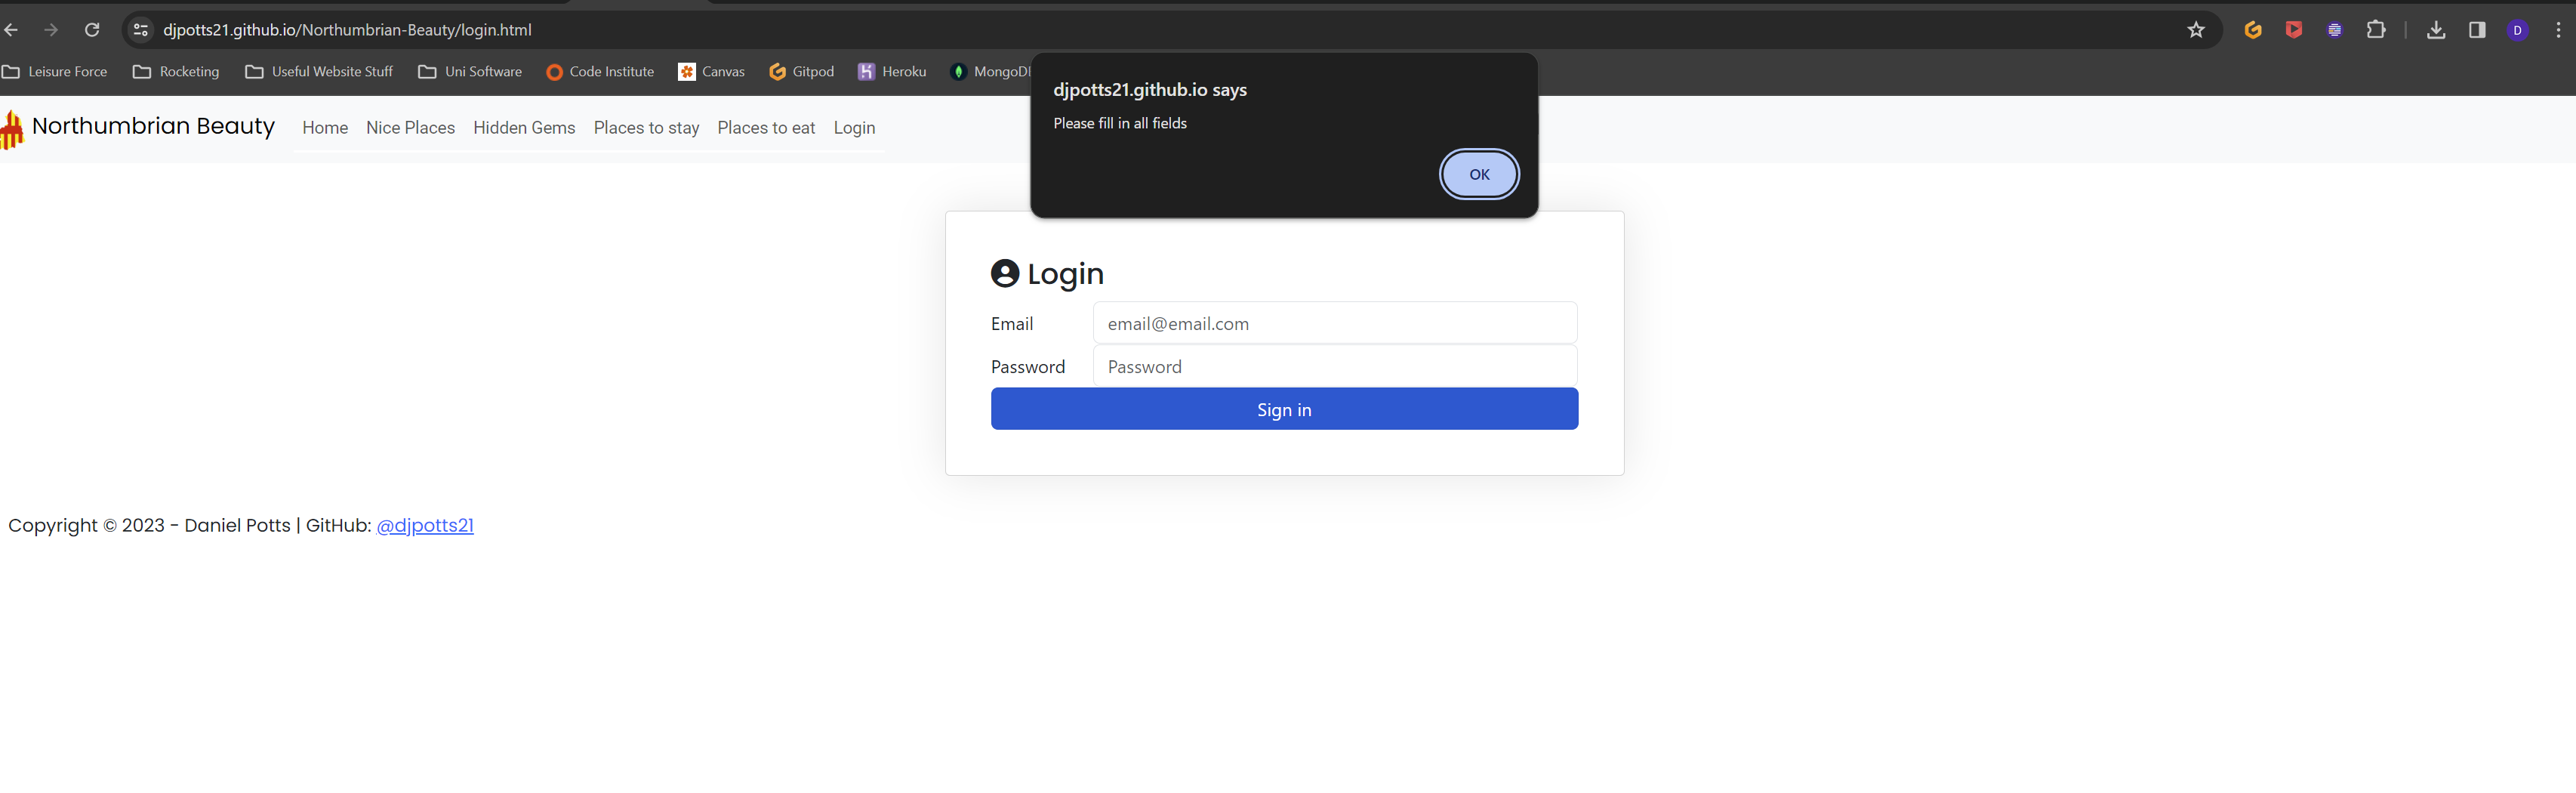 djpotts21.github.io/Northumbrian-Beauty/login.html
D
Leisure Force Rocketing Useful Website Stuff Uni Software Code Institute Canvas Gitpod Heroku MongoD
djpotts21.github.io says
Please fill in all fields
OK
Northumbrian Beauty Home Nice Places Hidden Gems Places to stay Places to eat Login
Login
Email email@email.com
Password Password
Sign in
Copyright © 2023 - Daniel Potts | GitHub: @djpotts21